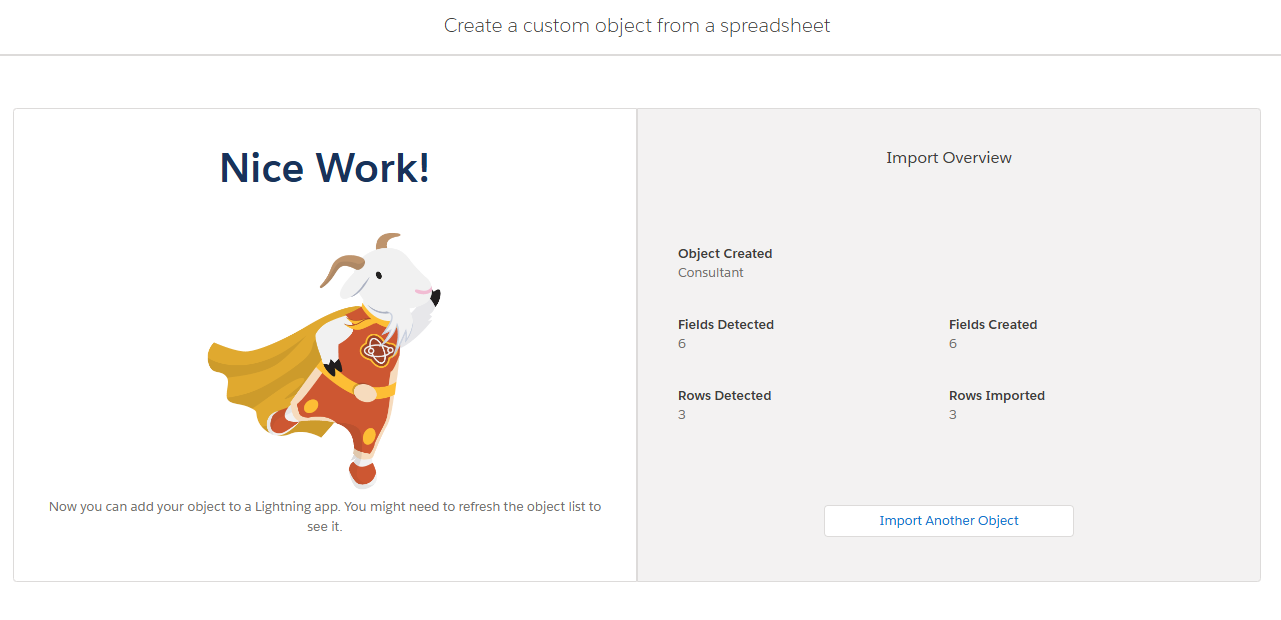 Create a custom object from a spreadsheet
Nice Work!
Now you can add your object to a Lightning app. You might need to refresh the object list to
see it.
Import Overview
Object Created
Consultant
Fields Detected
6
Fields Created
6
Rows Detected
3
Rows Imported
3
Import Another Object